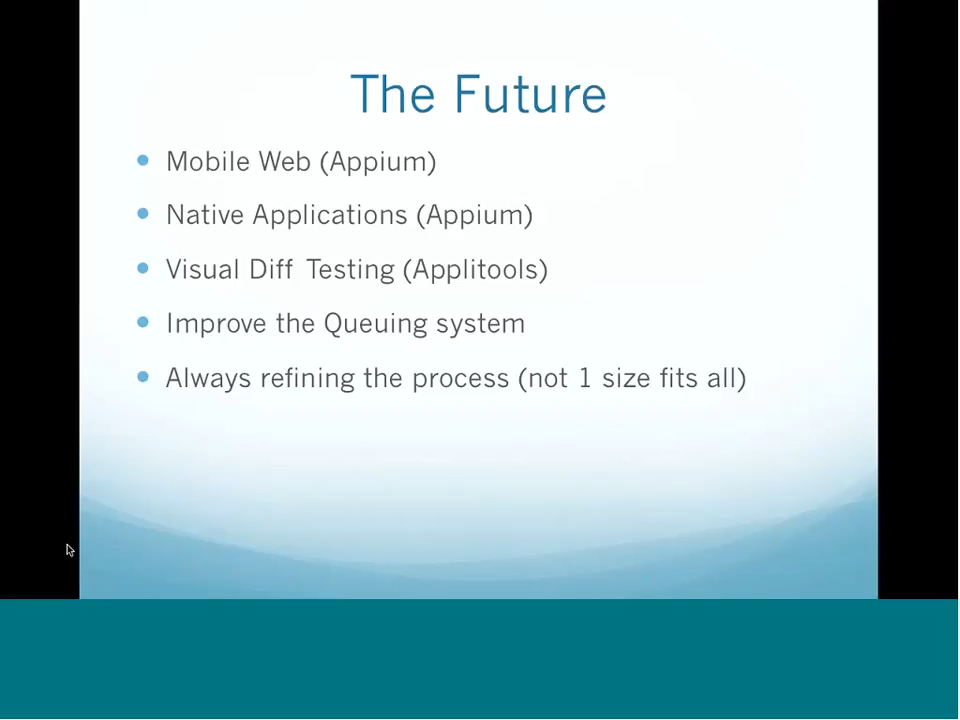 The Future
Mobile Web (Appium)
Native Applications (Appium)
Visual Diff Testing (Applitools)
Improve the Queuing system
Always refining the process (not 1 size fits all)